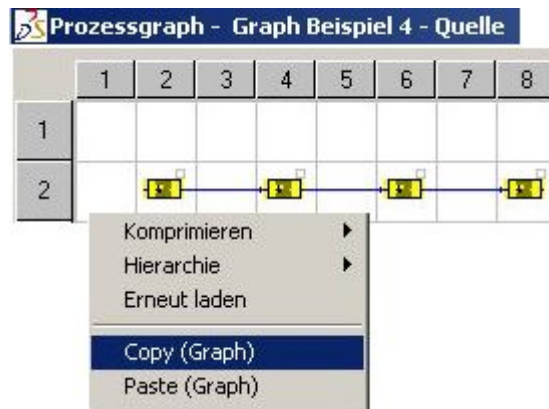 Prozessgraph - Graph Beispiel 4 - Quelle
1 2 3 4 5 6 7 8
1
2
Komprimieren
Hierarchie
Erneut laden
Copy (Graph)
Paste (Graph)